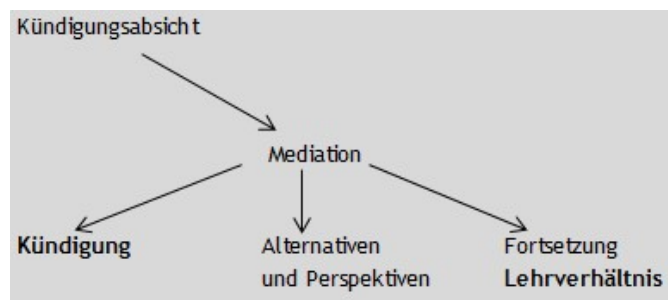 Kündigungsabsicht
Mediation
Kündigung
Alternativen
und Perspektiven
Fortsetzung
Lehrverhältnis